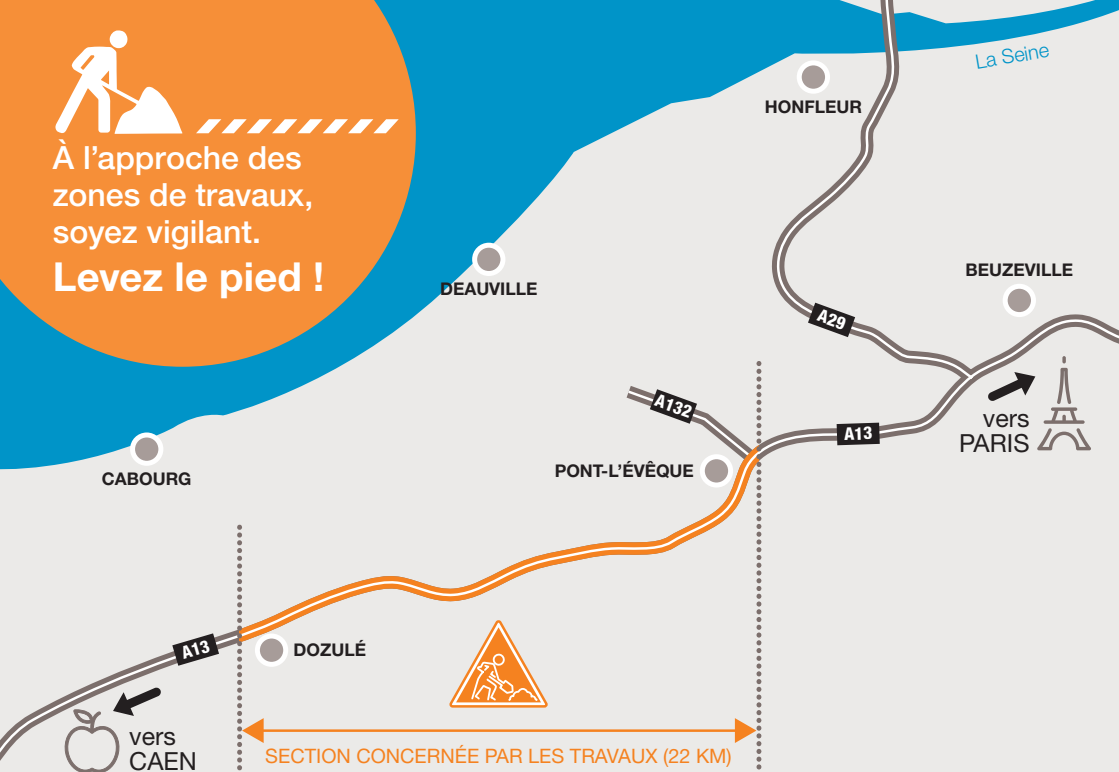 À l’approche des
zones de travaux,
soyez vigilant.
Levez le pied !
La Seine
HONFLEUR
DEAUVILLE
BEUZEVILLE
A29
A132
A13
vers
PARIS
PONT-L’ÉVÊQUE
CABOURG
A13
DOZULÉ
vers
CAEN
SECTION CONCERNÉE PAR LES TRAVAUX (22 KM)